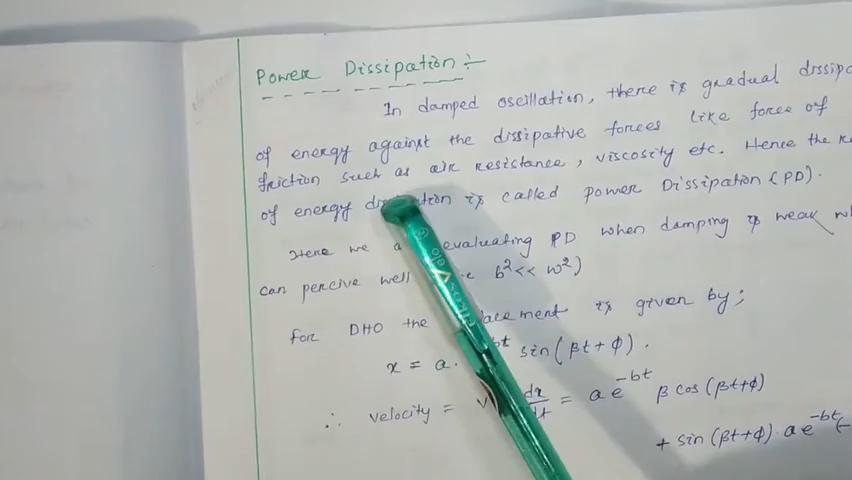 Power Dissipation :-
In damped oscillation, there is gradual dissipa
of energy against the dissipative forces like force of
friction such as air resistance, viscosity etc. Hence the
of energy is called power Dissipation (PD).
Here we evaluating PD when damping is weak
can percive well b²<< w²)
For DHO the is given by;
x = a. sin(βt+φ).
∴ velocity = v dx/dt = a e^-bt β cos(βt+φ)
+ sin(βt+φ).a e^-bt(-